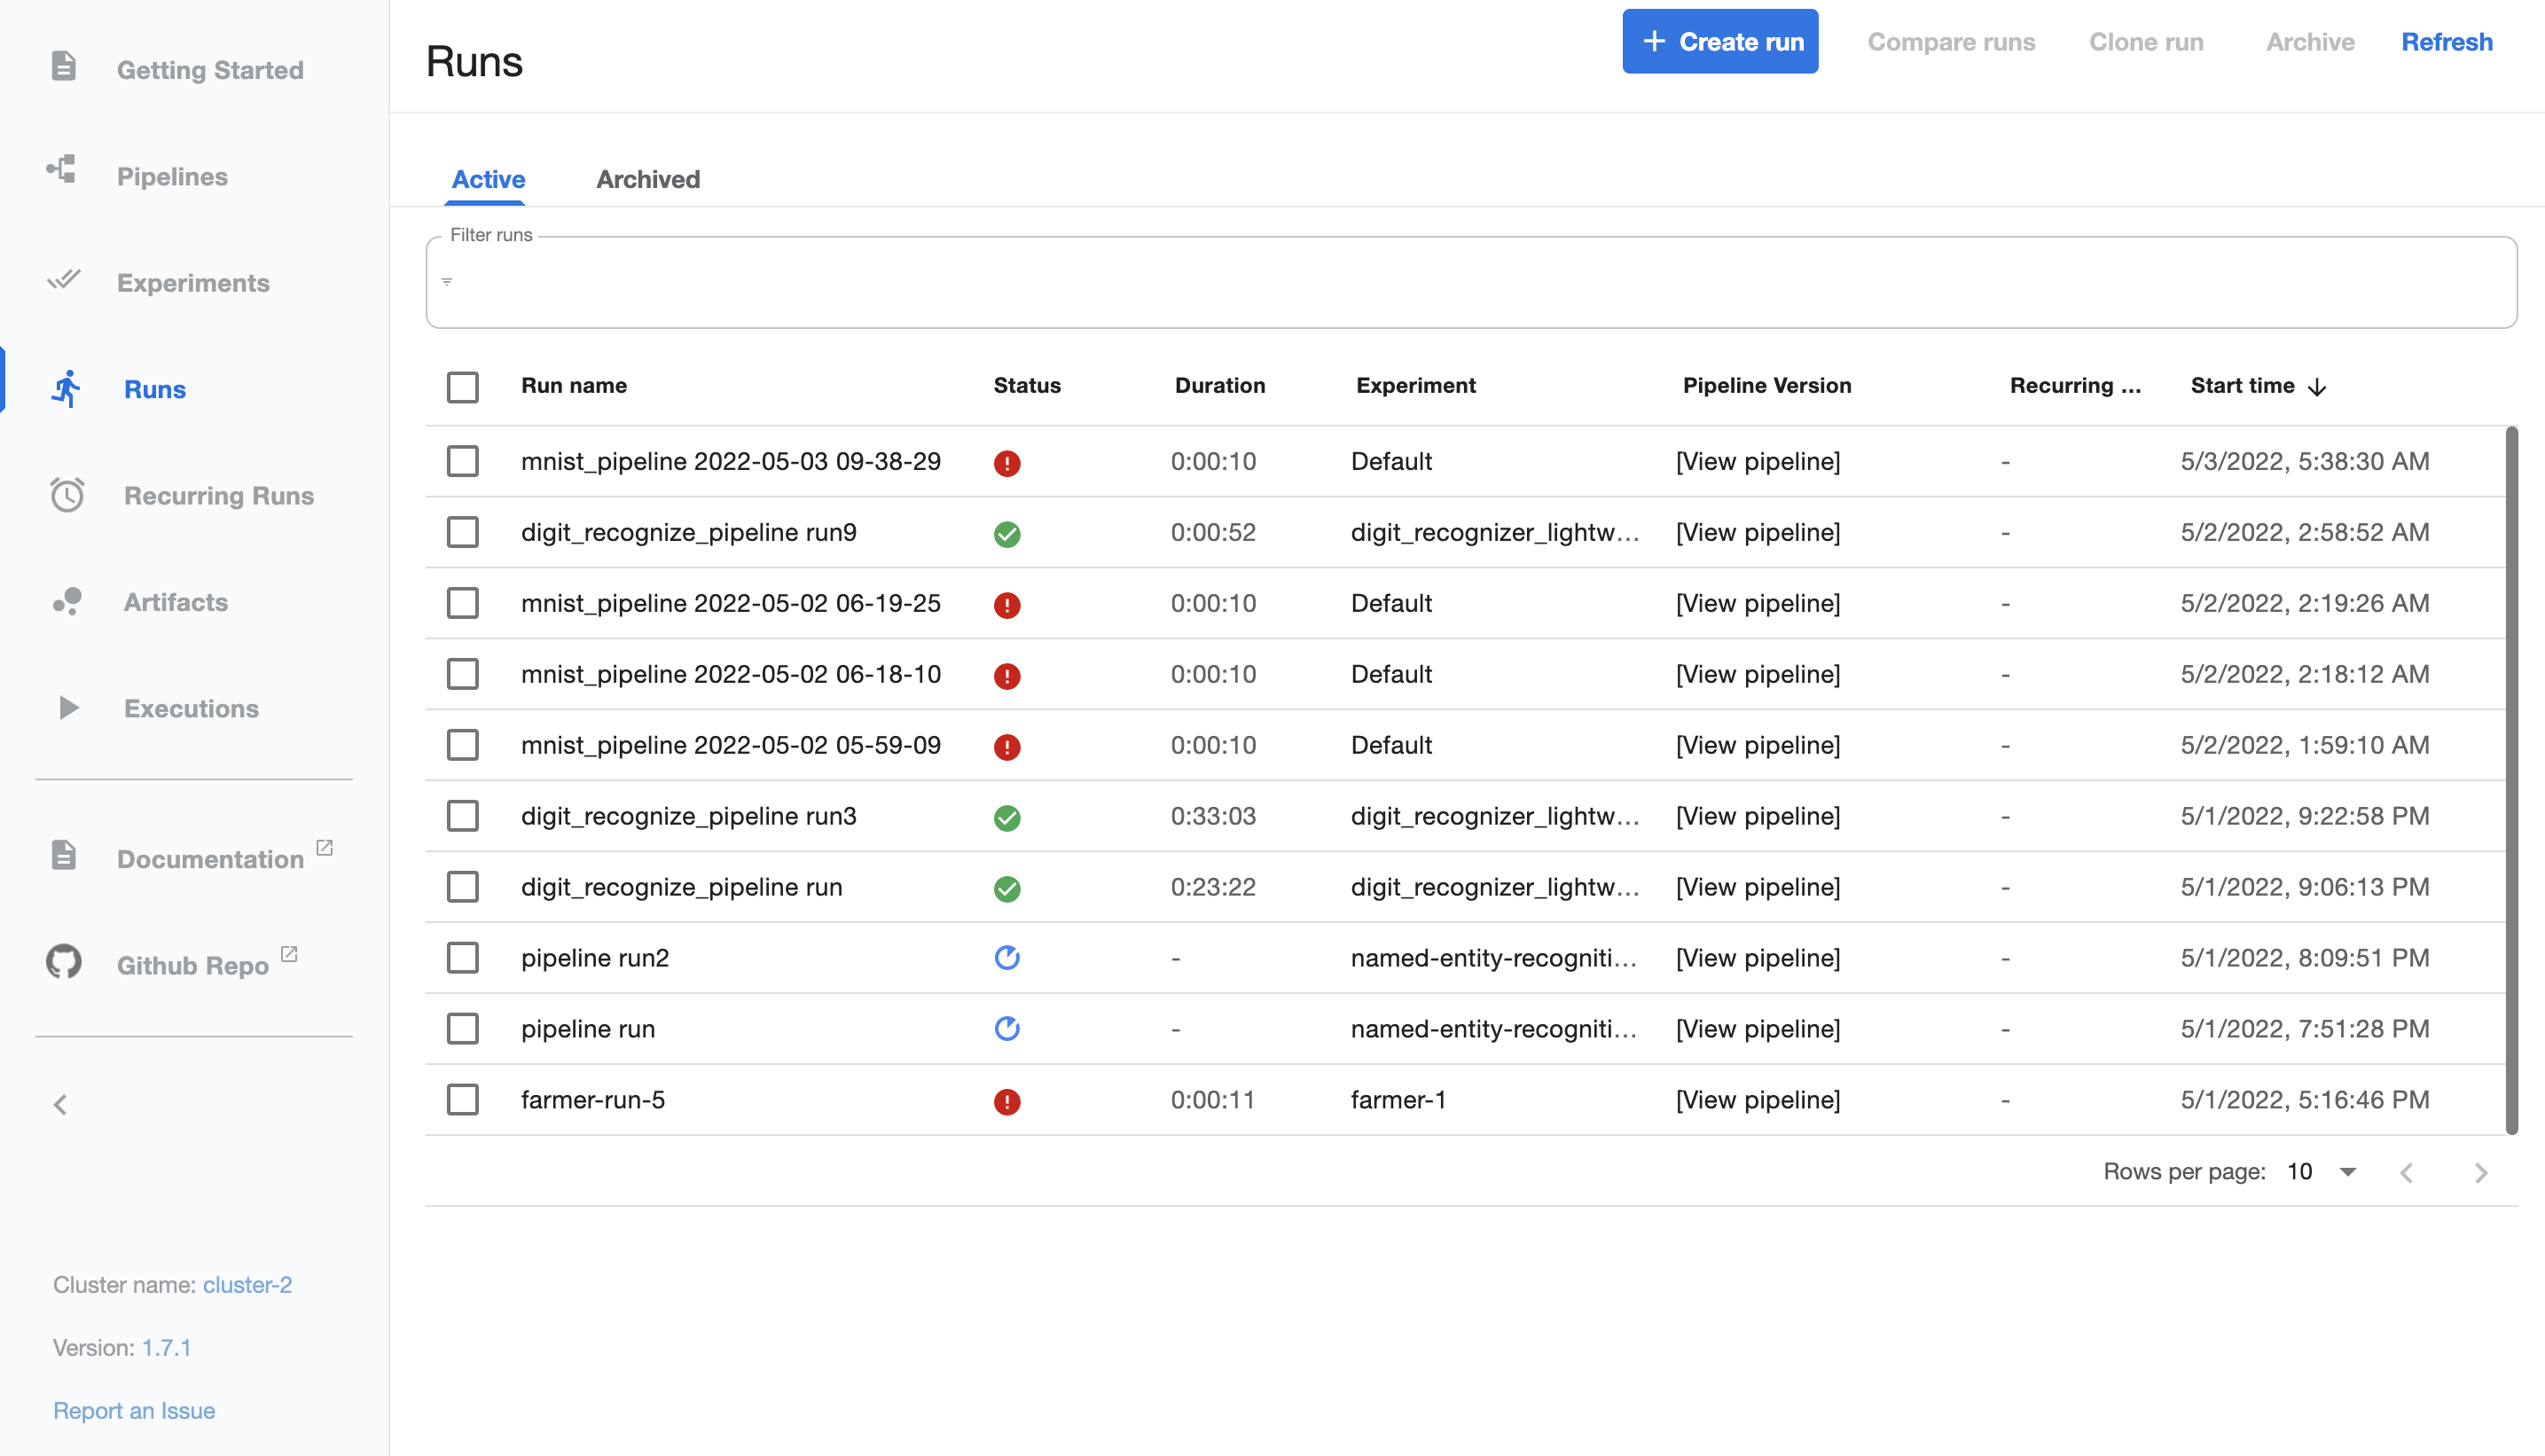 Getting Started
Pipelines
Experiments
Runs
Recurring Runs
Artifacts
Executions
Documentation
Github Repo
Cluster name: cluster-2
Version: 1.7.1
Report an Issue
Runs
+ Create run Compare runs Clone run Archive Refresh
Active Archived
Filter runs
Run name Status Duration Experiment Pipeline Version Recurring ... Start time
mnist_pipeline 2022-05-03 09-38-29 0:00:10 Default [View pipeline] - 5/3/2022, 5:38:30 AM
digit_recognize_pipeline run9 0:00:52 digit_recognizer_lightw... [View pipeline] - 5/2/2022, 2:58:52 AM
mnist_pipeline 2022-05-02 06-19-25 0:00:10 Default [View pipeline] - 5/2/2022, 2:19:26 AM
mnist_pipeline 2022-05-02 06-18-10 0:00:10 Default [View pipeline] - 5/2/2022, 2:18:12 AM
mnist_pipeline 2022-05-02 05-59-09 0:00:10 Default [View pipeline] - 5/2/2022, 1:59:10 AM
digit_recognize_pipeline run3 0:33:03 digit_recognizer_lightw... [View pipeline] - 5/1/2022, 9:22:58 PM
digit_recognize_pipeline run 0:23:22 digit_recognizer_lightw... [View pipeline] - 5/1/2022, 9:06:13 PM
pipeline run2 - named-entity-recogniti... [View pipeline] - 5/1/2022, 8:09:51 PM
pipeline run - named-entity-recogniti... [View pipeline] - 5/1/2022, 7:51:28 PM
farmer-run-5 0:00:11 farmer-1 [View pipeline] - 5/1/2022, 5:16:46 PM
Rows per page: 10